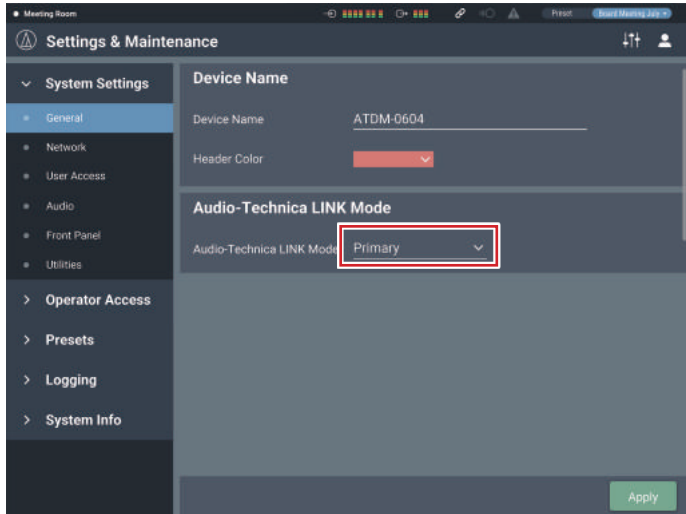 Meeting Room Preset Board Meeting July
Settings & Maintenance
System Settings
General
Network
User Access
Audio
Front Panel
Utilities
Operator Access
Presets
Logging
System Info
Device Name
Device Name ATDM-0604
Header Color
Audio-Technica LINK Mode
Audio-Technica LINK Mode Primary
Apply